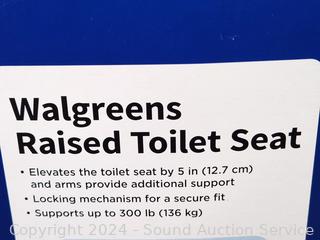 Walgreens
Raised Toilet Seat
• Elevates the toilet seat by 5 in (12.7 cm)
and arms provide additional support
• Locking mechanism for a secure fit
• Supports up to 300 lb (136 kg)
Copyright 2024 - Sound Auction Service